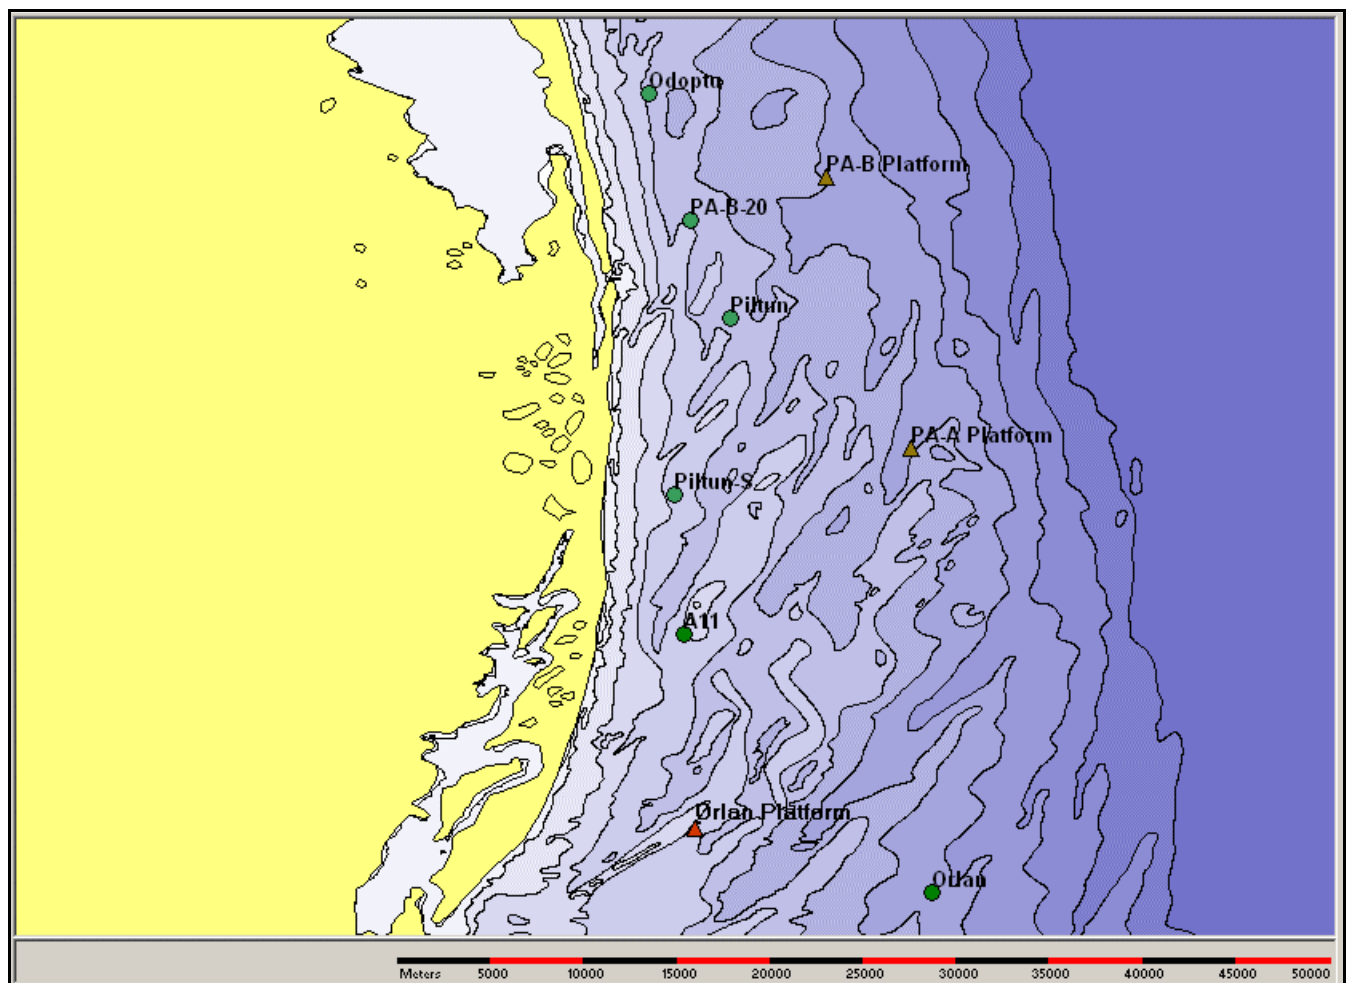 Odoptu
PA-B Platform
PA-B-20
Piltun
PA-A Platform
Piltun-S
A11
Orlan Platform
Orlan
Meters 5000 10000 15000 20000 25000 30000 35000 40000 45000 50000